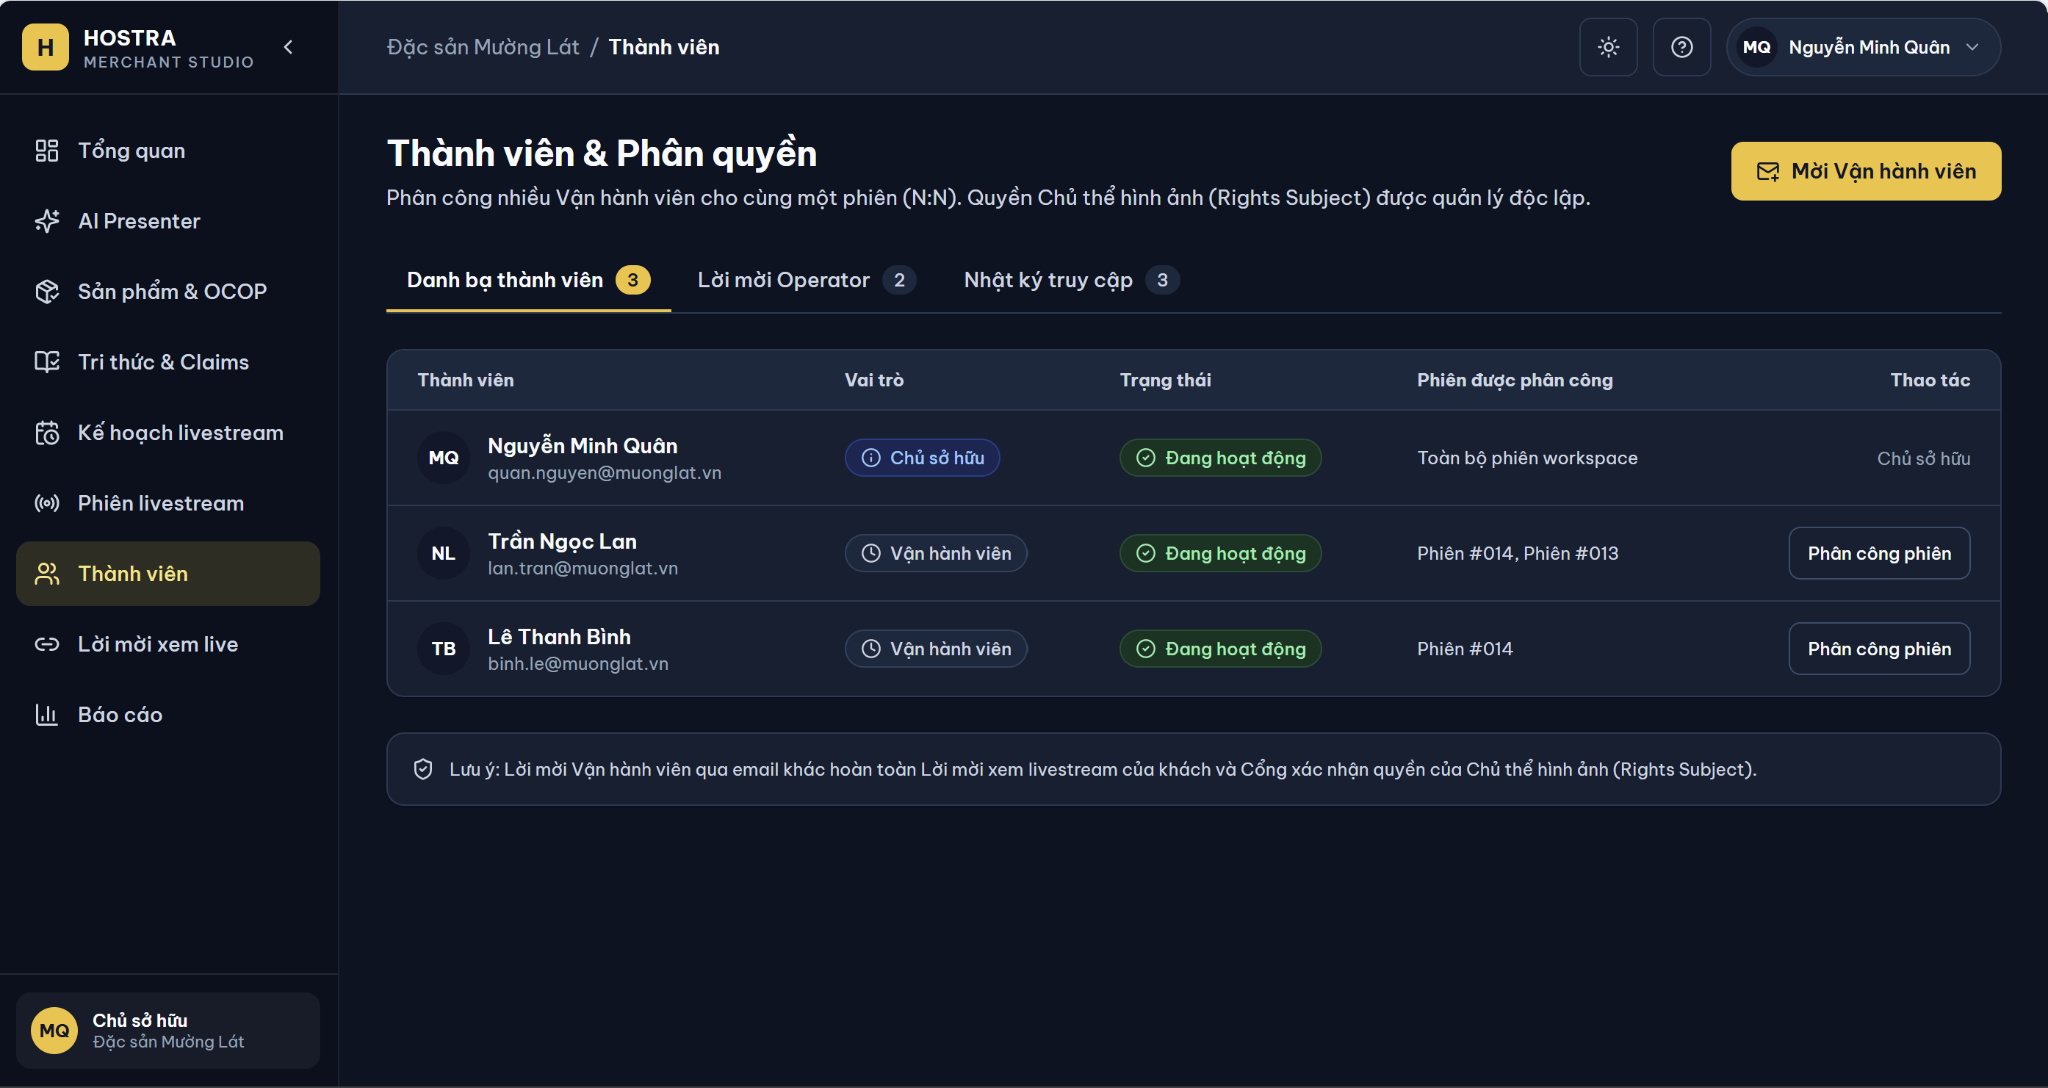 H
HOSTRA
MERCHANT STUDIO
Đặc sản Mường Lát / Thành viên
MQ Nguyễn Minh Quân
Tổng quan
AI Presenter
Sản phẩm & OCOP
Tri thức & Claims
Kế hoạch livestream
Phiên livestream
Thành viên
Lời mời xem live
Báo cáo
MQ
Chủ sở hữu
Đặc sản Mường Lát
Thành viên & Phân quyền
Phân công nhiều Vận hành viên cho cùng một phiên (N:N). Quyền Chủ thể hình ảnh (Rights Subject) được quản lý độc lập.
Mời Vận hành viên
Danh bạ thành viên 3 Lời mời Operator 2 Nhật ký truy cập 3
Thành viên Vai trò Trạng thái Phiên được phân công Thao tác
MQ Nguyễn Minh Quân
quan.nguyen@muonglat.vn
Chủ sở hữu Đang hoạt động Toàn bộ phiên workspace Chủ sở hữu
NL Trần Ngọc Lan
lan.tran@muonglat.vn
Vận hành viên Đang hoạt động Phiên #014, Phiên #013 Phân công phiên
TB Lê Thanh Bình
binh.le@muonglat.vn
Vận hành viên Đang hoạt động Phiên #014 Phân công phiên
Lưu ý: Lời mời Vận hành viên qua email khác hoàn toàn Lời mời xem livestream của khách và Cổng xác nhận quyền của Chủ thể hình ảnh (Rights Subject).